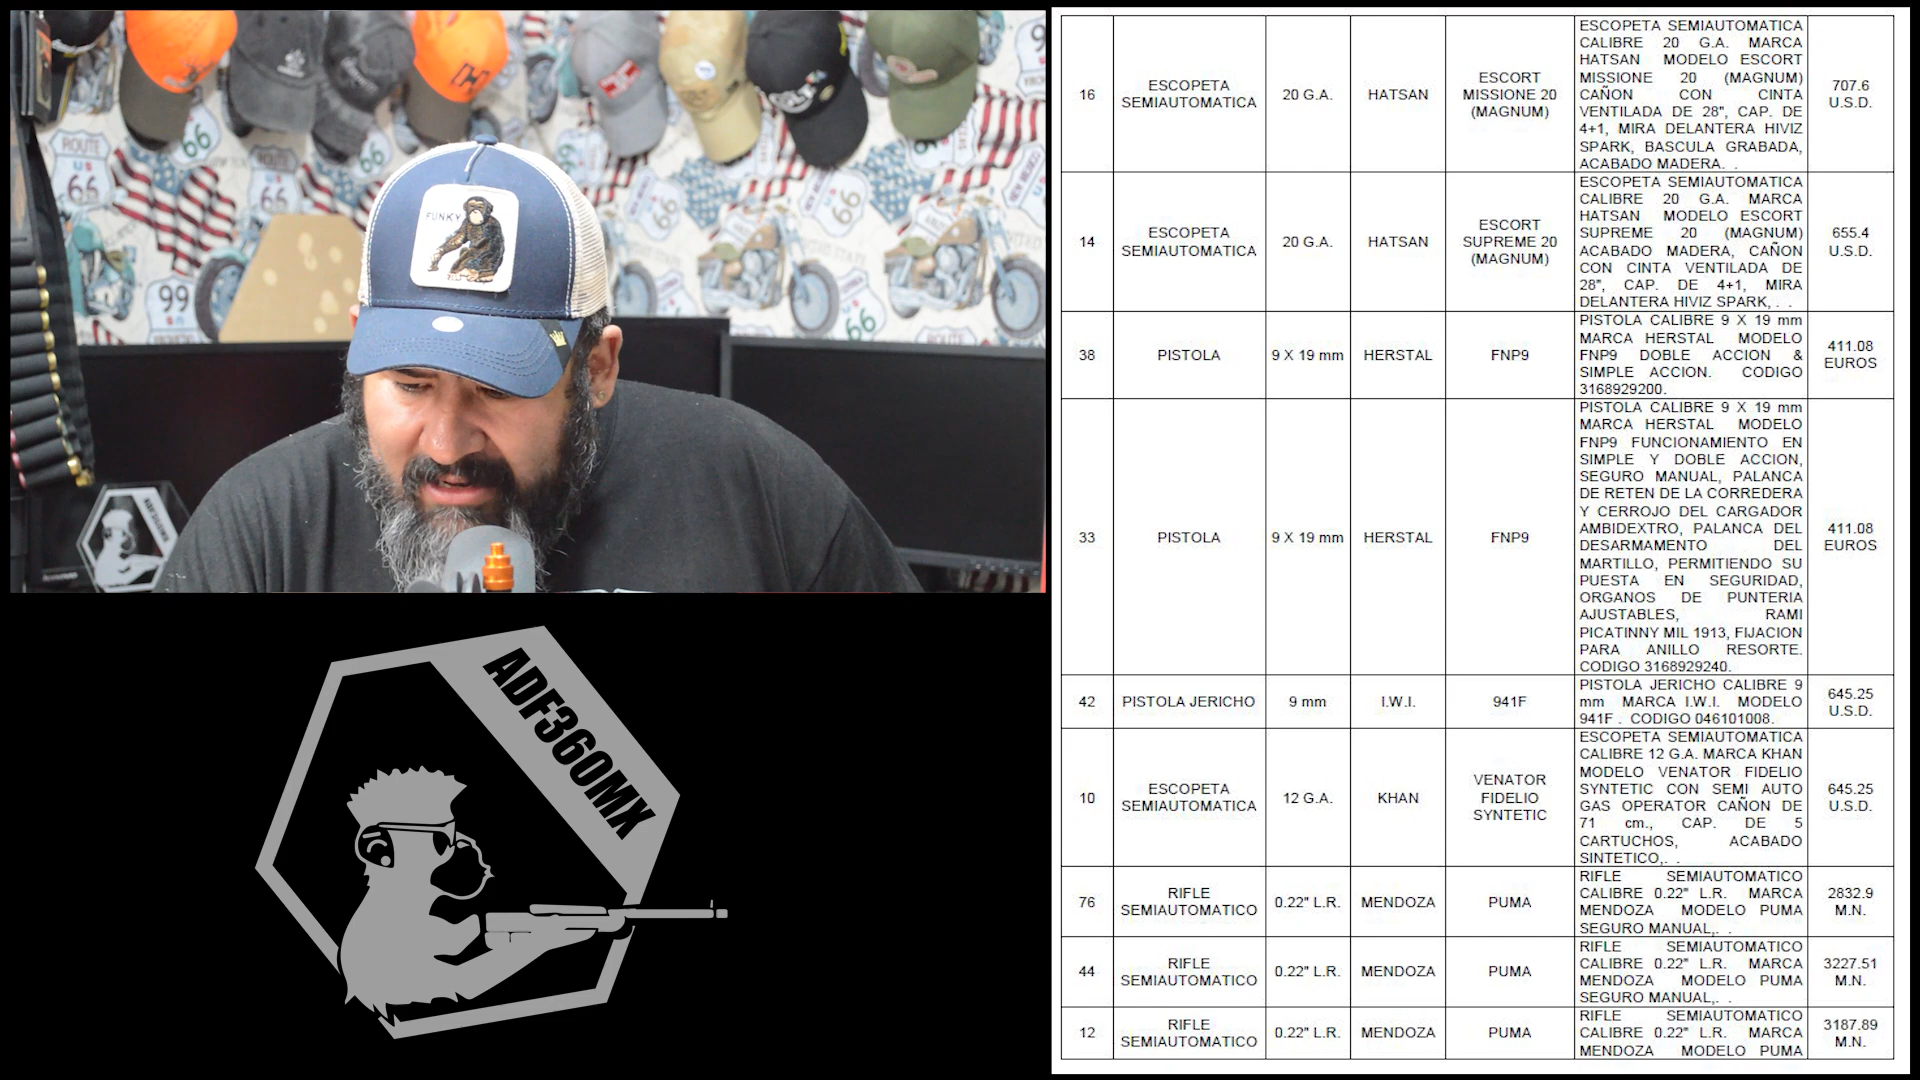 ROUTE
US
66
66
66
66
NEW MEXICO
66
66
99
FUNKY
ADF360MX
16
ESCOPETA
SEMIAUTOMATICA
20 G.A.
HATSAN
ESCORT
MISSIONE 20
(MAGNUM)
ESCOPETA SEMIAUTOMATICA
CALIBRE 20 G.A. MARCA
HATSAN MODELO ESCORT
MISSIONE 20 (MAGNUM)
CAÑON CON CINTA
VENTILADA DE 28", CAP. DE
4+1, MIRA DELANTERA HIVIZ
SPARK, BASCULA GRABADA,
ACABADO MADERA. .
707.6
U.S.D.
14
ESCOPETA
SEMIAUTOMATICA
20 G.A.
HATSAN
ESCORT
SUPREME 20
(MAGNUM)
ESCOPETA SEMIAUTOMATICA
CALIBRE 20 G.A. MARCA
HATSAN MODELO ESCORT
SUPREME 20 (MAGNUM)
ACABADO MADERA, CAÑON
CON CINTA VENTILADA DE
28", CAP. DE 4+1, MIRA
DELANTERA HIVIZ SPARK, . .
655.4
U.S.D.
38
PISTOLA
9 X 19 mm
HERSTAL
FNP9
PISTOLA CALIBRE 9 X 19 mm
MARCA HERSTAL MODELO
FNP9 DOBLE ACCION &
SIMPLE ACCION. CODIGO
3168929200.
411.08
EUROS
33
PISTOLA
9 X 19 mm
HERSTAL
FNP9
PISTOLA CALIBRE 9 X 19 mm
MARCA HERSTAL MODELO
FNP9 FUNCIONAMIENTO EN
SIMPLE Y DOBLE ACCION,
SEGURO MANUAL, PALANCA
DE RETEN DE LA CORREDERA
Y CERROJO DEL CARGADOR
AMBIDEXTRO, PALANCA DEL
DESARMAMENTO DEL
MARTILLO, PERMITIENDO SU
PUESTA EN SEGURIDAD,
ORGANOS DE PUNTERIA
AJUSTABLES, RAMI
PICATINNY MIL 1913, FIJACION
PARA ANILLO RESORTE.
CODIGO 3168929240.
411.08
EUROS
42
PISTOLA JERICHO
9 mm
I.W.I.
941F
PISTOLA JERICHO CALIBRE 9
mm MARCA I.W.I. MODELO
941F . CODIGO 046101008.
645.25
U.S.D.
10
ESCOPETA
SEMIAUTOMATICA
12 G.A.
KHAN
VENATOR
FIDELIO
SYNTETIC
ESCOPETA SEMIAUTOMATICA
CALIBRE 12 G.A. MARCA KHAN
MODELO VENATOR FIDELIO
SYNTETIC CON SEMI AUTO
GAS OPERATOR CAÑON DE
71 cm., CAP. DE 5
CARTUCHOS, ACABADO
SINTETICO,. .
645.25
U.S.D.
76
RIFLE
SEMIAUTOMATICO
0.22" L.R.
MENDOZA
PUMA
RIFLE SEMIAUTOMATICO
CALIBRE 0.22" L.R. MARCA
MENDOZA MODELO PUMA
SEGURO MANUAL,. .
2832.9
M.N.
44
RIFLE
SEMIAUTOMATICO
0.22" L.R.
MENDOZA
PUMA
RIFLE SEMIAUTOMATICO
CALIBRE 0.22" L.R. MARCA
MENDOZA MODELO PUMA
SEGURO MANUAL,. .
3227.51
M.N.
12
RIFLE
SEMIAUTOMATICO
0.22" L.R.
MENDOZA
PUMA
RIFLE SEMIAUTOMATICO
CALIBRE 0.22" L.R. MARCA
MENDOZA MODELO PUMA
3187.89
M.N.